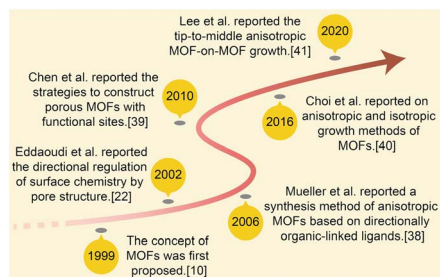 Lee et al. reported the
tip-to-middle anisotropic
MOF-on-MOF growth.[41]
2020
Chen et al. reported the
strategies to construct
porous MOFs with
functional sites.[39]
2010
2016
Choi et al. reported on
anisotropic and isotropic
growth methods of
MOFs.[40]
Eddaoudi et al. reported
the directional regulation
of surface chemistry by
pore structure.[22]
2002
2006
Mueller et al. reported a
synthesis method of anisotropic
MOFs based on directionally
organic-linked ligands.[38]
1999
The concept of
MOFs was first
proposed.[10]